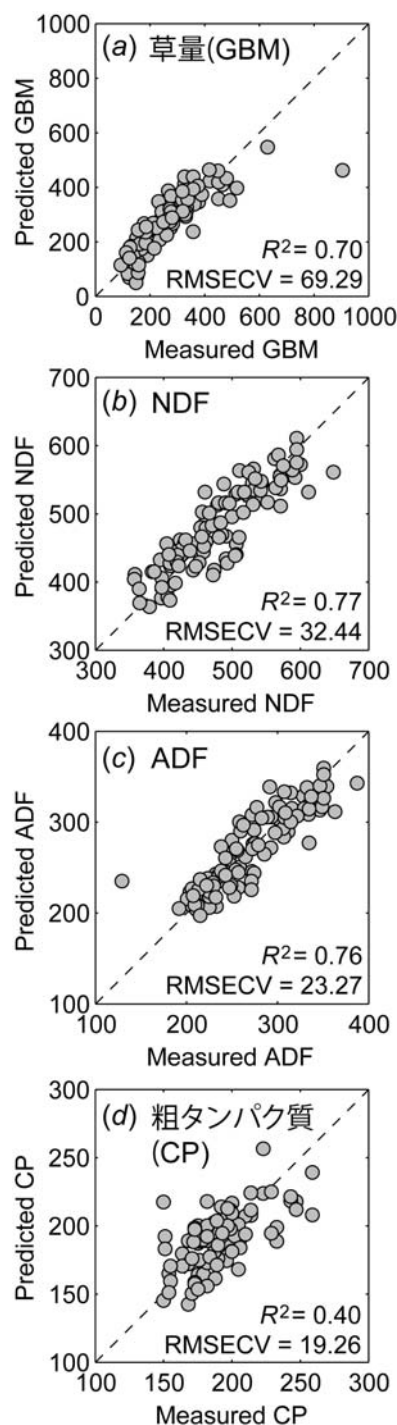 1000
(a) 草量(GBM)
800
600
400
200
0
Predicted GBM
R² = 0.70
RMSECV = 69.29
0 200 400 600 800 1000
Measured GBM
700
(b) NDF
600
500
400
300
Predicted NDF
R² = 0.77
RMSECV = 32.44
300 400 500 600 700
Measured NDF
400
(c) ADF
300
200
100
Predicted ADF
R² = 0.76
RMSECV = 23.27
100 200 300 400
Measured ADF
300
(d) 粗タンパク質
(CP)
250
200
150
100
Predicted CP
R² = 0.40
RMSECV = 19.26
100 150 200 250 300
Measured CP